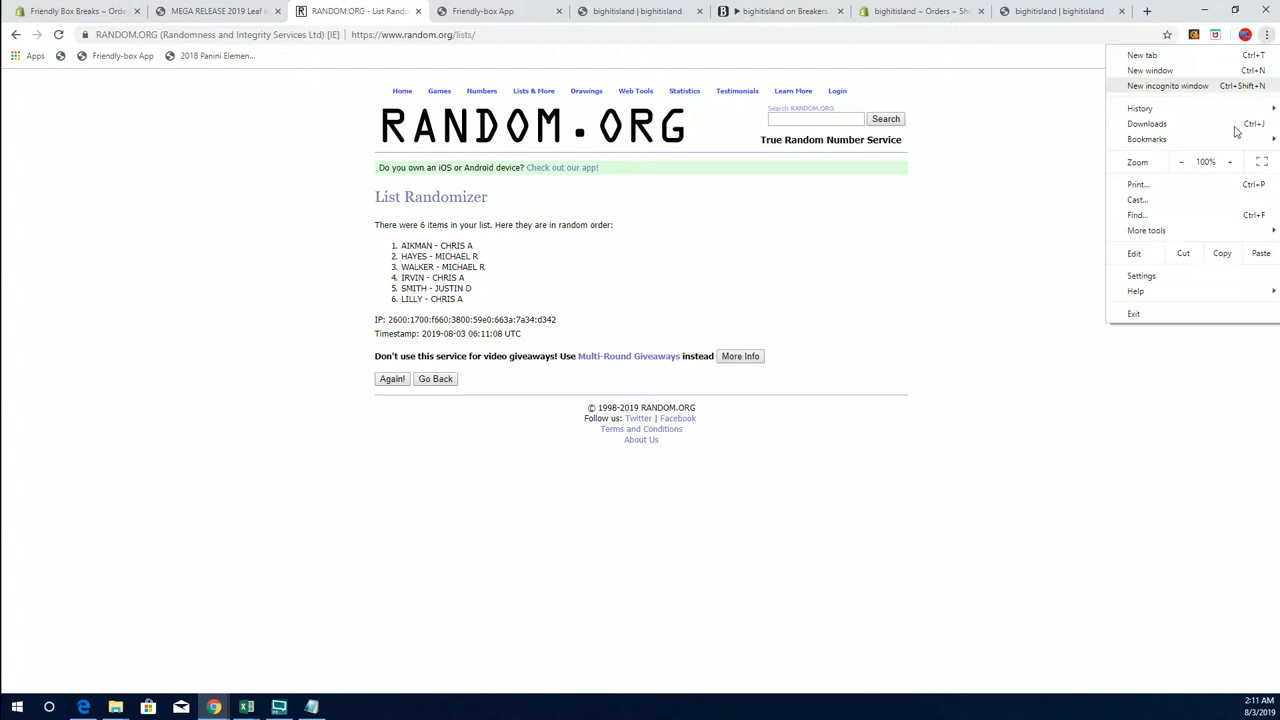 Friendly Box Breaks ~ Orders
MEGA RELEASE 2019 Leaf
RANDOM.ORG - List Rando
Friendly-box App
bighitisland | bighitisland
bighitisland on Breakers.
bighitisland ~ Orders ~ Sh
bighitisland | bighitisland
RANDOM.ORG (Randomness and Integrity Services Ltd) [IE] | https://www.random.org/lists/
Apps
Friendly-box App
2018 Panini Elemen...
New tab Ctrl+T
New window Ctrl+N
New incognito window Ctrl+Shift+N
History
Downloads Ctrl+J
Bookmarks
Zoom − 100% +
Print... Ctrl+P
Cast...
Find... Ctrl+F
More tools
Edit Cut Copy Paste
Settings
Help
Exit
Home Games Numbers Lists & More Drawings Web Tools Statistics Testimonials Learn More Login
RANDOM.ORG
Search RANDOM.ORG
Search
True Random Number Service
Do you own an iOS or Android device? Check out our app!
List Randomizer
There were 6 items in your list. Here they are in random order:
1. AIKMAN - CHRIS A
2. HAYES - MICHAEL R
3. WALKER - MICHAEL R
4. IRVIN - CHRIS A
5. SMITH - JUSTIN D
6. LILLY - CHRIS A
IP: 2600:1700:f660:3800:59e0:663a:7a34:d342
Timestamp: 2019-08-03 06:11:08 UTC
Don't use this service for video giveaways! Use Multi-Round Giveaways instead More Info
Again! Go Back
© 1998-2019 RANDOM.ORG
Follow us: Twitter | Facebook
Terms and Conditions
About Us
2:11 AM
8/3/2019